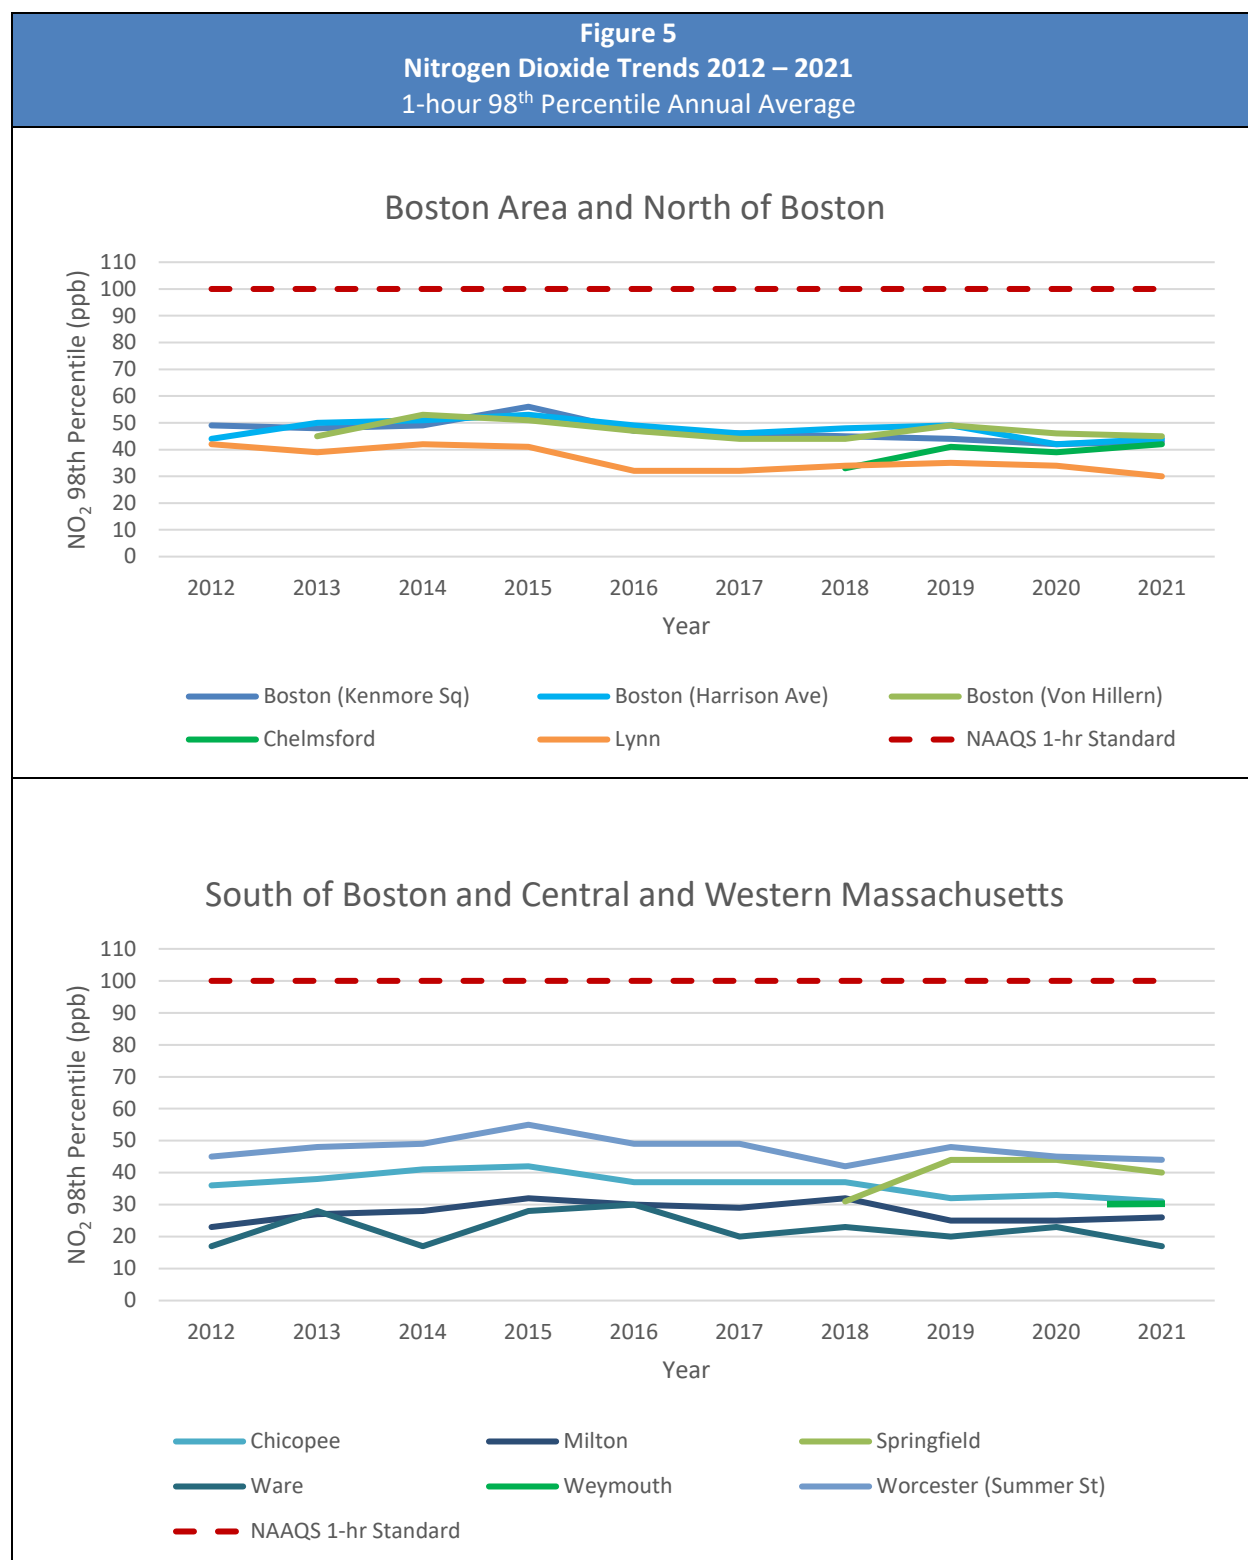 Figure 5
Nitrogen Dioxide Trends 2012 – 2021
1-hour 98th Percentile Annual Average
Boston Area and North of Boston
NO2 98th Percentile (ppb)
110
100
90
80
70
60
50
40
30
20
10
0
2012 2013 2014 2015 2016 2017 2018 2019 2020 2021
Year
Boston (Kenmore Sq) Boston (Harrison Ave) Boston (Von Hillern)
Chelmsford Lynn NAAQS 1-hr Standard
South of Boston and Central and Western Massachusetts
NO2 98th Percentile (ppb)
110
100
90
80
70
60
50
40
30
20
10
0
2012 2013 2014 2015 2016 2017 2018 2019 2020 2021
Year
Chicopee Milton Springfield
Ware Weymouth Worcester (Summer St)
NAAQS 1-hr Standard